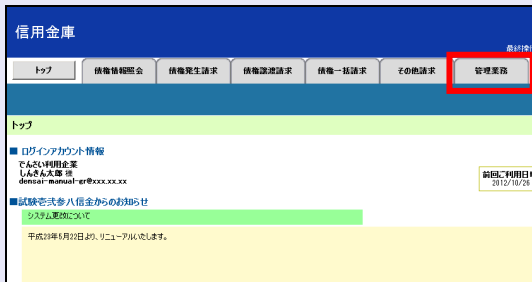 信用金庫
最終操
トップ 債権情報照会 債権発生請求 債権譲渡請求 債権一括請求 その他請求 管理業務
トップ
■ ログインアカウント情報
でんさい利用企業
しんきん太郎 様
densai-manual-gr@xxx.xx.xx
前回ご利用日時
2012/10/26
■試験壱弐参八信金からのお知らせ
システム更改について
平成28年5月22日より、リニューアルいたします。